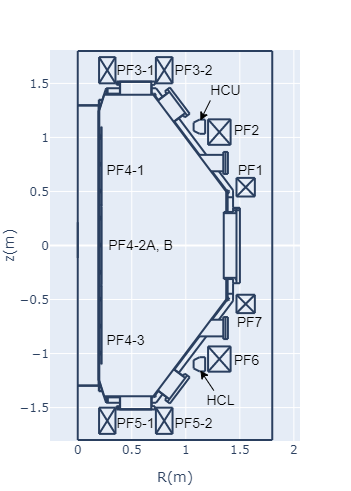 PF3-1 PF3-2
1.5
HCU
1
PF2
PF4-1
PF1
0.5
z(m)
0
PF4-2A, B
−0.5
PF7
PF4-3
−1
PF6
HCL
−1.5
PF5-1 PF5-2
0 0.5 1 1.5 2
R(m)